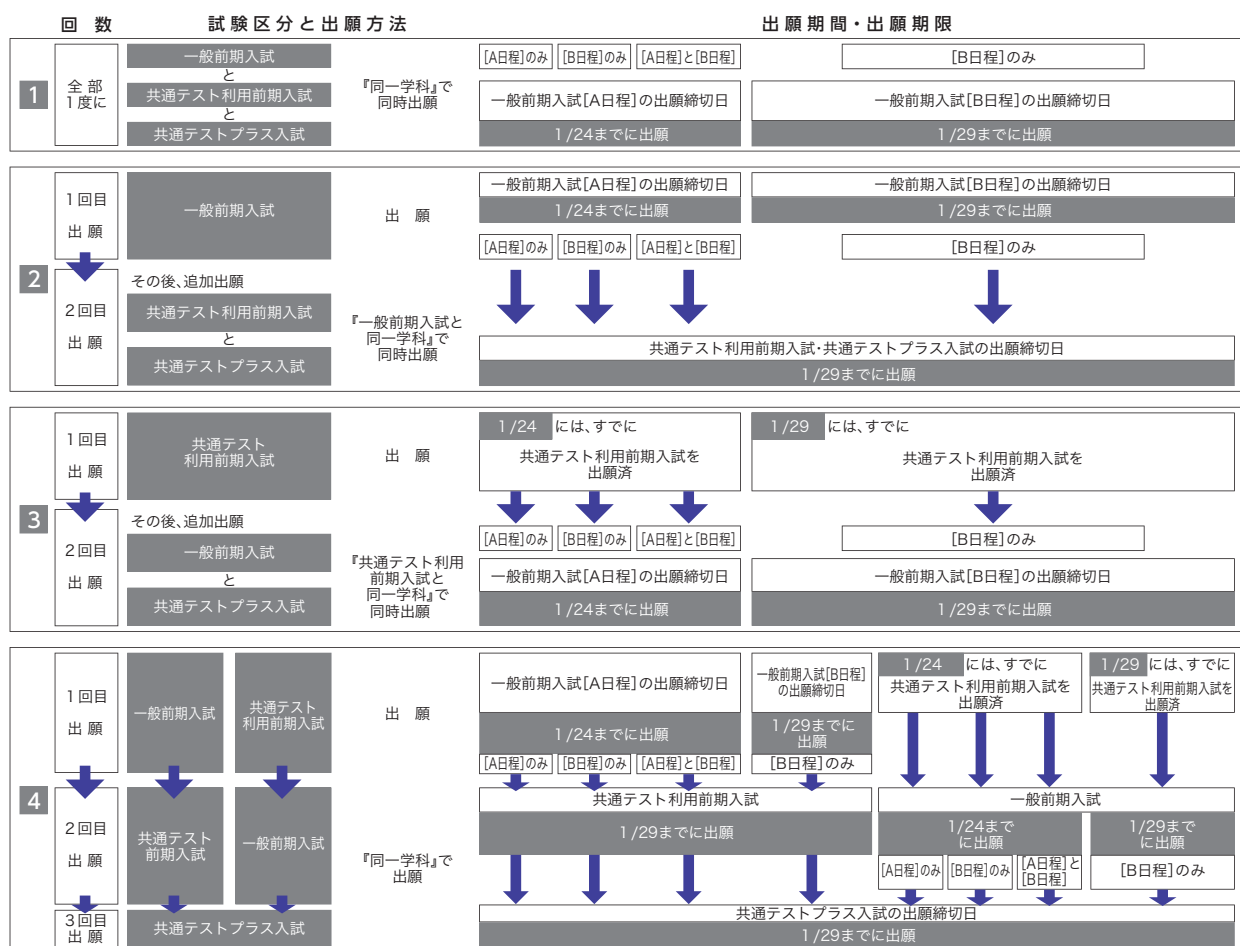 回 数
試験区分と出願方法
出願期間・出願期限
1
全 部
1度に
一般前期入試
と
共通テスト利用前期入試
と
共通テストプラス入試
『同一学科』で
同時出願
[A日程]のみ
[B日程]のみ
[A日程]と[B日程]
[B日程]のみ
一般前期入試[A日程]の出願締切日
一般前期入試[B日程]の出願締切日
1/24までに出願
1/29までに出願
2
1回目
出 願
一般前期入試
出 願
一般前期入試[A日程]の出願締切日
一般前期入試[B日程]の出願締切日
1/24までに出願
1/29までに出願
[A日程]のみ
[B日程]のみ
[A日程]と[B日程]
[B日程]のみ
2回目
出 願
その後、追加出願
共通テスト利用前期入試
と
共通テストプラス入試
『一般前期入試と
同一学科』で
同時出願
共通テスト利用前期入試・共通テストプラス入試の出願締切日
1/29までに出願
3
1回目
出 願
共通テスト
利用前期入試
出 願
1/24 には、すでに
共通テスト利用前期入試を
出願済
1/29 には、すでに
共通テスト利用前期入試を
出願済
2回目
出 願
その後、追加出願
一般前期入試
と
共通テストプラス入試
『共通テスト利用
前期入試と
同一学科』で
同時出願
[A日程]のみ
[B日程]のみ
[A日程]と[B日程]
[B日程]のみ
一般前期入試[A日程]の出願締切日
一般前期入試[B日程]の出願締切日
1/24までに出願
1/29までに出願
4
1回目
出 願
一般前期入試
共通テスト
利用前期入試
出 願
一般前期入試[A日程]の出願締切日
1/24までに出願
[A日程]のみ
[B日程]のみ
[A日程]と[B日程]
一般前期入試[B日程]
の出願締切日
1/29までに
出願
[B日程]のみ
1/24 には、すでに
共通テスト利用前期入試を
出願済
1/29 には、すでに
共通テスト利用前期入試を
出願済
2回目
出 願
共通テスト
前期入試
一般前期入試
『同一学科』で
出願
共通テスト利用前期入試
1/29までに出願
一般前期入試
1/24まで
に出願
1/29まで
に出願
[A日程]のみ
[B日程]のみ
[A日程]と
[B日程]
[B日程]のみ
3回目
出 願
共通テストプラス入試
共通テストプラス入試の出願締切日
1/29までに出願